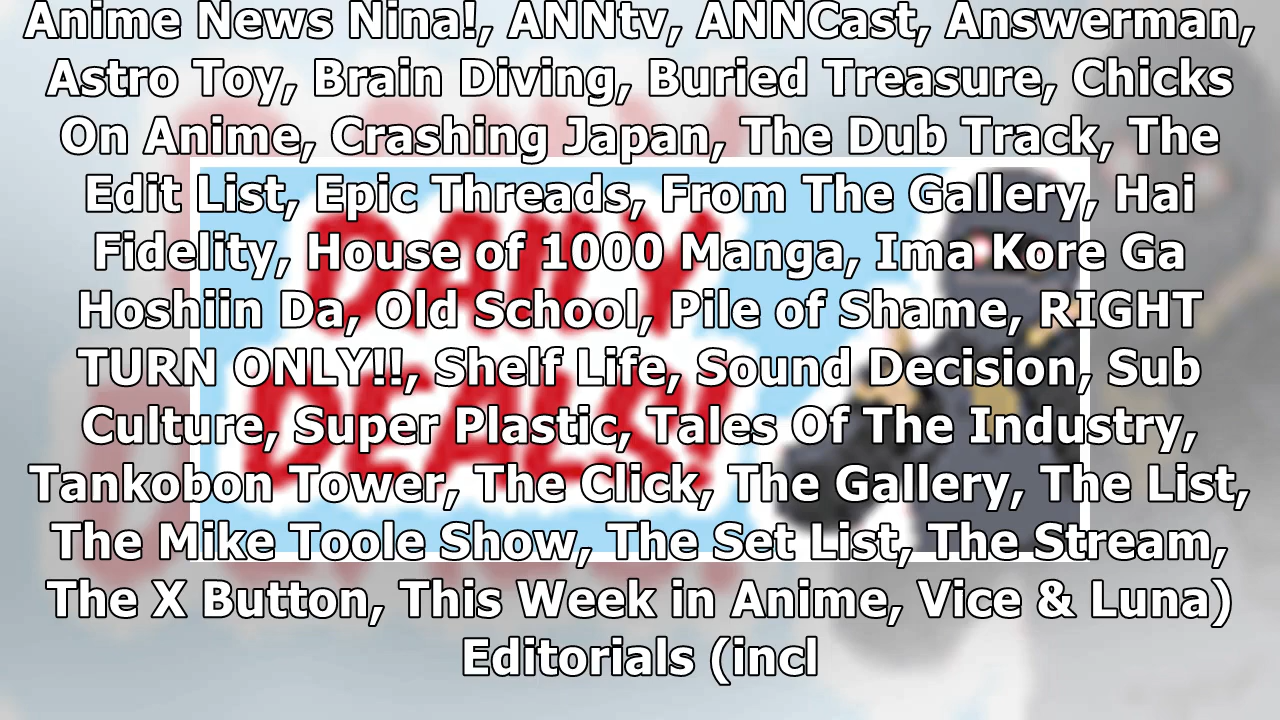 Anime News Nina!, ANNtv, ANNCast, Answerman,
Astro Toy, Brain Diving, Buried Treasure, Chicks
On Anime, Crashing Japan, The Dub Track, The
Edit List, Epic Threads, From The Gallery, Hai
Fidelity, House of 1000 Manga, Ima Kore Ga
Hoshiin Da, Old School, Pile of Shame, RIGHT
TURN ONLY!!, Shelf Life, Sound Decision, Sub
Culture, Super Plastic, Tales Of The Industry,
Tankobon Tower, The Click, The Gallery, The List,
The Mike Toole Show, The Set List, The Stream,
The X Button, This Week in Anime, Vice & Luna)
Editorials (incl
DAILY
DEALS!